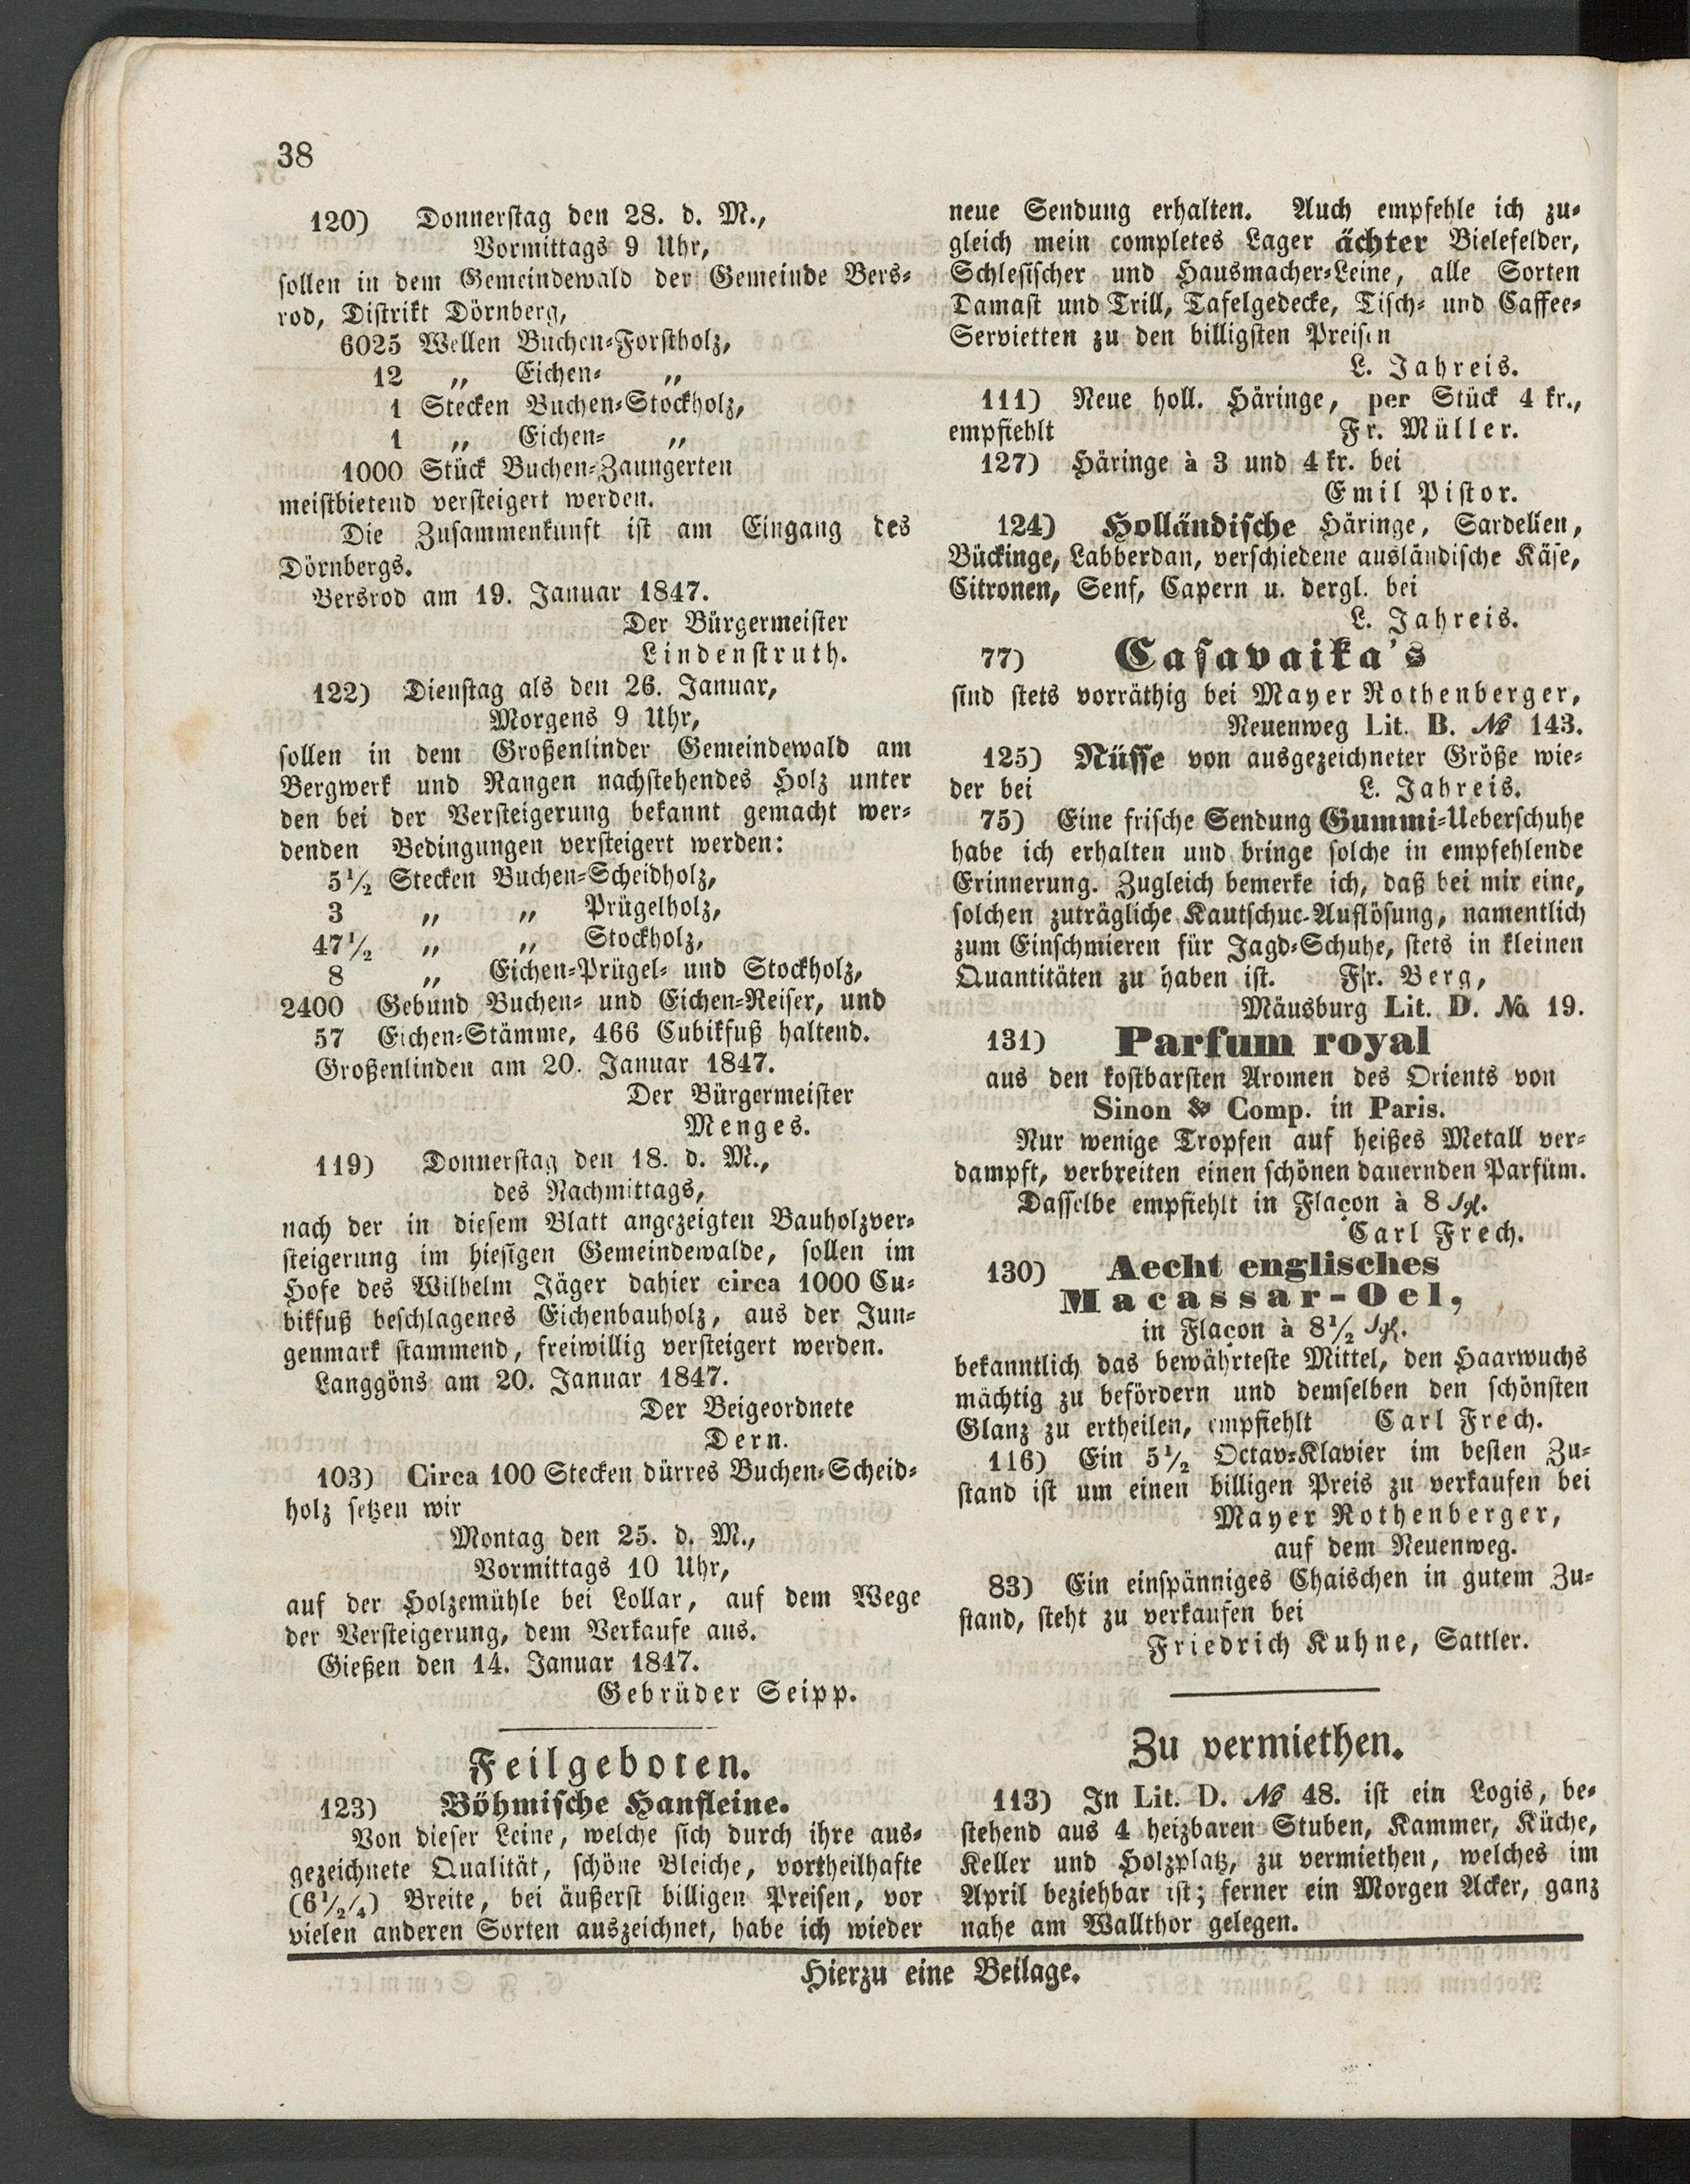 38
120) Donnerstag den 28. d. M.,
Vormittags 9 Uhr,
sollen in dem Gemeindewald der Gemeinde Bers-
rod, Distrikt Dörnberg,
6025 Wellen Buchen-Forstholz,
12 „ Eichen- „
1 Stecken Buchen-Stockholz,
1 „ Eichen- „
1000 Stück Buchen-Zaungerten
meistbietend versteigert werden.
Die Zusammenkunft ist am Eingang des
Dörnbergs.
Bersrod am 19. Januar 1847.
Der Bürgermeister
Lindenstruth.
122) Dienstag als den 26. Januar,
Morgens 9 Uhr,
sollen in dem Großenlinder Gemeindewald am
Bergwerk und Rangen nachstehendes Holz unter
den bei der Versteigerung bekannt gemacht wer-
denden Bedingungen versteigert werden:
5½ Stecken Buchen-Scheidholz,
3 „ „ Prügelholz,
47½ „ „ Stockholz,
8 „ Eichen-Prügel- und Stockholz,
2400 Gebund Buchen- und Eichen-Reiser, und
57 Eichen-Stämme, 466 Cubikfuß haltend.
Großenlinden am 20. Januar 1847.
Der Bürgermeister
Menges.
119) Donnerstag den 18. d. M.,
des Nachmittags,
nach der in diesem Blatt angezeigten Bauholzver-
steigerung im hiesigen Gemeindewalde, sollen im
Hofe des Wilhelm Jäger dahier circa 1000 Cu-
bikfuß beschlagenes Eichenbauholz, aus der Jun-
genmark stammend, freiwillig versteigert werden.
Langgöns am 20. Januar 1847.
Der Beigeordnete
Dern.
103) Circa 100 Stecken dürres Buchen-Scheid-
holz setzen wir
Montag den 25. d. M.,
Vormittags 10 Uhr,
auf der Holzemühle bei Lollar, auf dem Wege
der Versteigerung, dem Verkaufe aus.
Gießen den 14. Januar 1847.
Gebrüder Seipp.
Feilgeboten.
123) Böhmische Hanfleine.
Von dieser Leine, welche sich durch ihre aus-
gezeichnete Qualität, schöne Bleiche, vortheilhafte
(6½/4) Breite, bei äußerst billigen Preisen, vor
vielen anderen Sorten auszeichnet, habe ich wieder
neue Sendung erhalten. Auch empfehle ich zu-
gleich mein completes Lager ächter Bielefelder,
Schlesischer und Hausmacher-Leine, alle Sorten
Damast und Trill, Tafelgedecke, Tisch- und Caffee-
Servietten zu den billigsten Preisen
L. Jahreis.
111) Neue holl. Häringe, per Stück 4 kr.,
empfiehlt Fr. Müller.
127) Häringe à 3 und 4 kr. bei
Emil Pistor.
124) Holländische Häringe, Sardellen,
Bückinge, Labberdan, verschiedene ausländische Käse,
Citronen, Senf, Capern u. dergl. bei
L. Jahreis.
77) Casavaika's
sind stets vorräthig bei Mayer Rothenberger,
Neuenweg Lit. B. № 143.
125) Nüsse von ausgezeichneter Größe wie-
der bei L. Jahreis.
75) Eine frische Sendung Gummi-Ueberschuhe
habe ich erhalten und bringe solche in empfehlende
Erinnerung. Zugleich bemerke ich, daß bei mir eine,
solchen zuträgliche Kautschuc-Auflösung, namentlich
zum Einschmieren für Jagd-Schuhe, stets in kleinen
Quantitäten zu haben ist. Fr. Berg,
Mäusburg Lit. D. № 19.
131) Parfum royal
aus den kostbarsten Aromen des Orients von
Sinon & Comp. in Paris.
Nur wenige Tropfen auf heißes Metall ver-
dampft, verbreiten einen schönen dauernden Parfüm.
Dasselbe empfiehlt in Flacon à 8 Sgl.
Carl Frech.
130) Aecht englisches
Macassar-Oel,
in Flacon à 8½ Sgl.
bekanntlich das bewährteste Mittel, den Haarwuchs
mächtig zu befördern und demselben den schönsten
Glanz zu ertheilen, empfiehlt Carl Frech.
116) Ein 5½ Octav-Klavier im besten Zu-
stand ist um einen billigen Preis zu verkaufen bei
Mayer Rothenberger,
auf dem Neuenweg.
83) Ein einspänniges Chaischen in gutem Zu-
stand, steht zu verkaufen bei
Friedrich Kuhne, Sattler.
Zu vermiethen.
113) In Lit. D. № 48. ist ein Logis, be-
stehend aus 4 heizbaren Stuben, Kammer, Küche,
Keller und Holzplatz, zu vermiethen, welches im
April beziehbar ist; ferner ein Morgen Acker, ganz
nahe am Wallthor gelegen.
Hierzu eine Beilage.